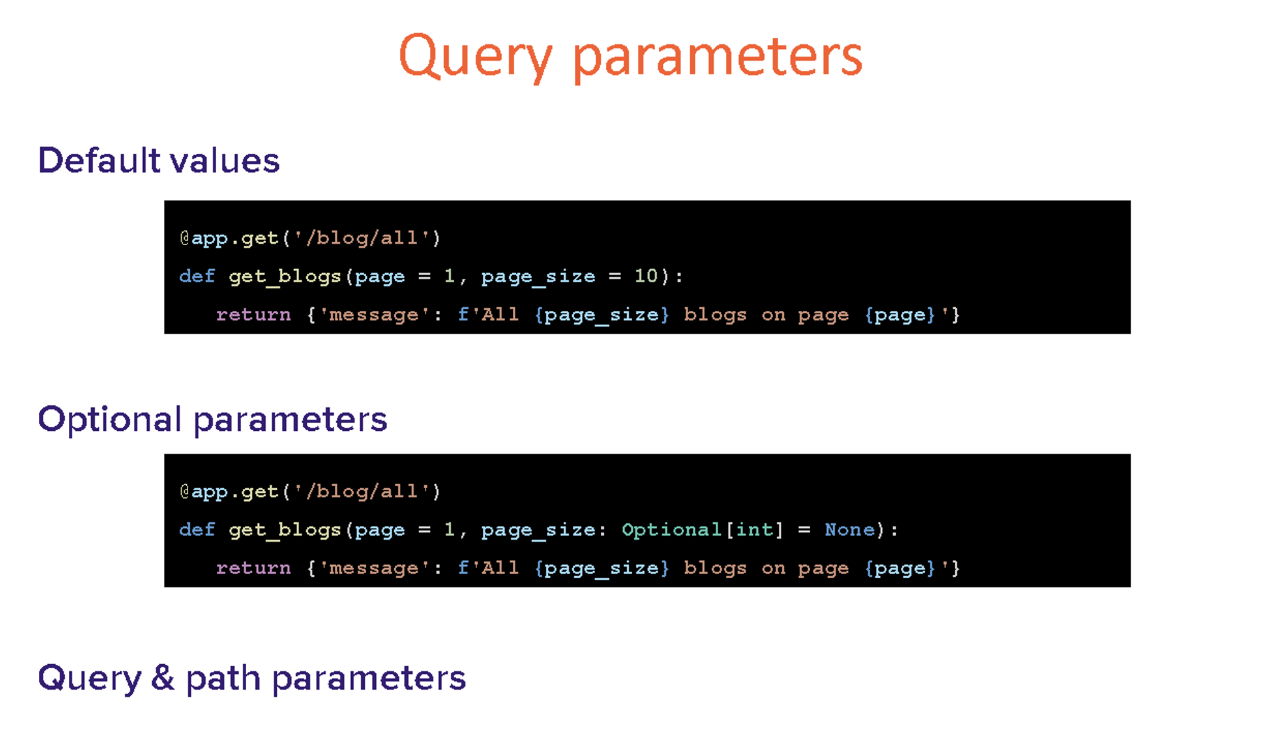 Query parameters
Default values
@app.get('/blog/all')
def get_blogs(page = 1, page_size = 10):
   return {'message': f'All {page_size} blogs on page {page}'}
Optional parameters
@app.get('/blog/all')
def get_blogs(page = 1, page_size: Optional[int] = None):
   return {'message': f'All {page_size} blogs on page {page}'}
Query & path parameters